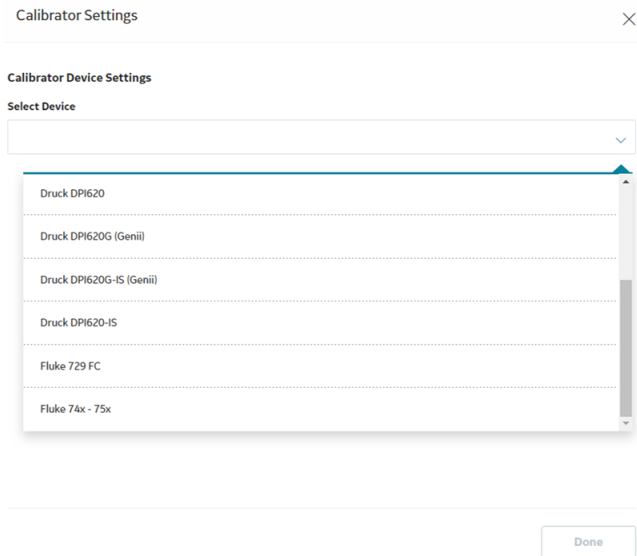 Calibrator Settings
Calibrator Device Settings
Select Device
Druck DPI620
Druck DPI620G (Genii)
Druck DPI620G-IS (Genii)
Druck DPI620-IS
Fluke 729 FC
Fluke 74x - 75x
Done